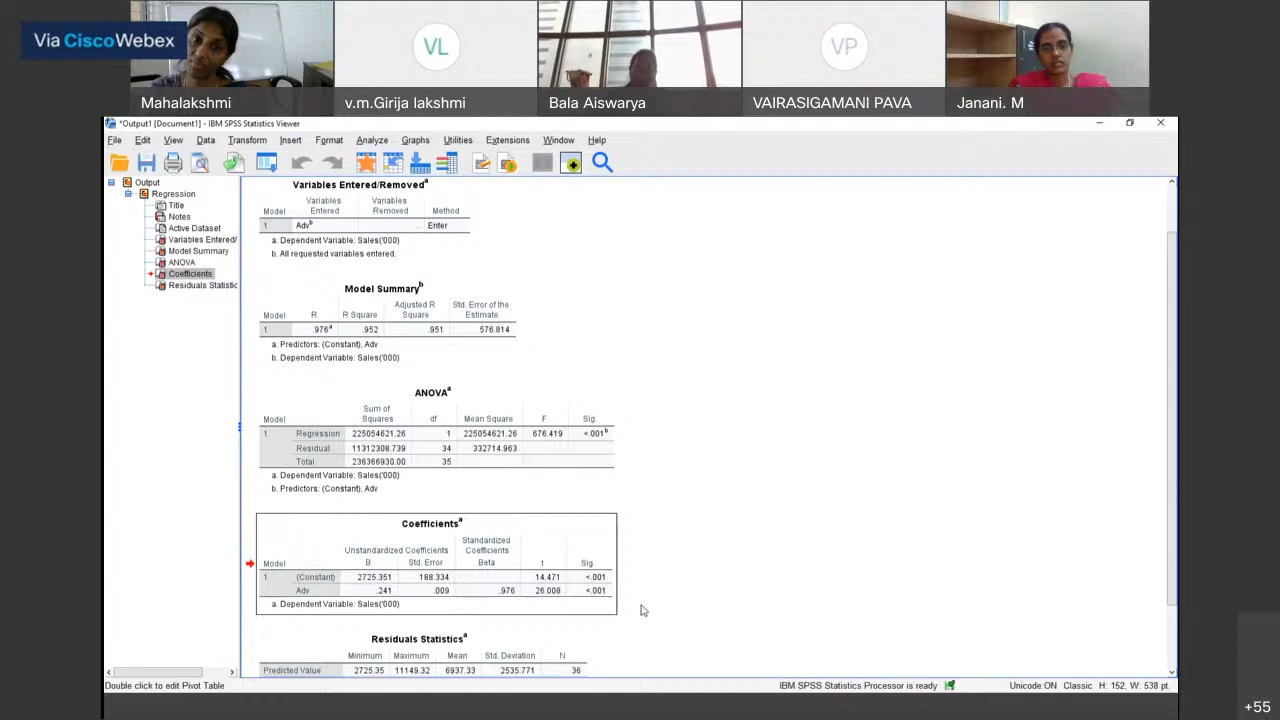 Via Cisco Webex
VL
VP
Mahalakshmi
v.m.Girija lakshmi
Bala Aiswarya
VAIRASIGAMANI PAVA
Janani. M
*Output1 [Document1] - IBM SPSS Statistics Viewer
File Edit View Data Transform Insert Format Analyze Graphs Utilities Extensions Window Help
Output
Regression
Title
Notes
Active Dataset
Variables Entered/
Model Summary
ANOVA
Coefficients
Residuals Statistic
Variables Entered/Removedᵃ
Model Variables Entered Variables Removed Method
1 Advᵇ . Enter
a. Dependent Variable: Sales('000)
b. All requested variables entered.
Model Summaryᵇ
Model R R Square Adjusted R Square Std. Error of the Estimate
1 .976ᵃ .952 .951 576.814
a. Predictors: (Constant), Adv
b. Dependent Variable: Sales('000)
ANOVAᵃ
Model Sum of Squares df Mean Square F Sig.
1 Regression 225054621.26 1 225054621.26 676.419 <.001ᵇ
Residual 11312308.739 34 332714.963
Total 236366930.00 35
a. Dependent Variable: Sales('000)
b. Predictors: (Constant), Adv
Coefficientsᵃ
Unstandardized Coefficients Standardized Coefficients
Model B Std. Error Beta t Sig.
1 (Constant) 2725.351 188.334 14.471 <.001
Adv .241 .009 .976 26.008 <.001
a. Dependent Variable: Sales('000)
Residuals Statisticsᵃ
Minimum Maximum Mean Std. Deviation N
Predicted Value 2725.35 11149.32 6937.33 2535.771 36
Double click to edit Pivot Table
IBM SPSS Statistics Processor is ready
Unicode:ON Classic H: 152, W: 538 pt.
+55